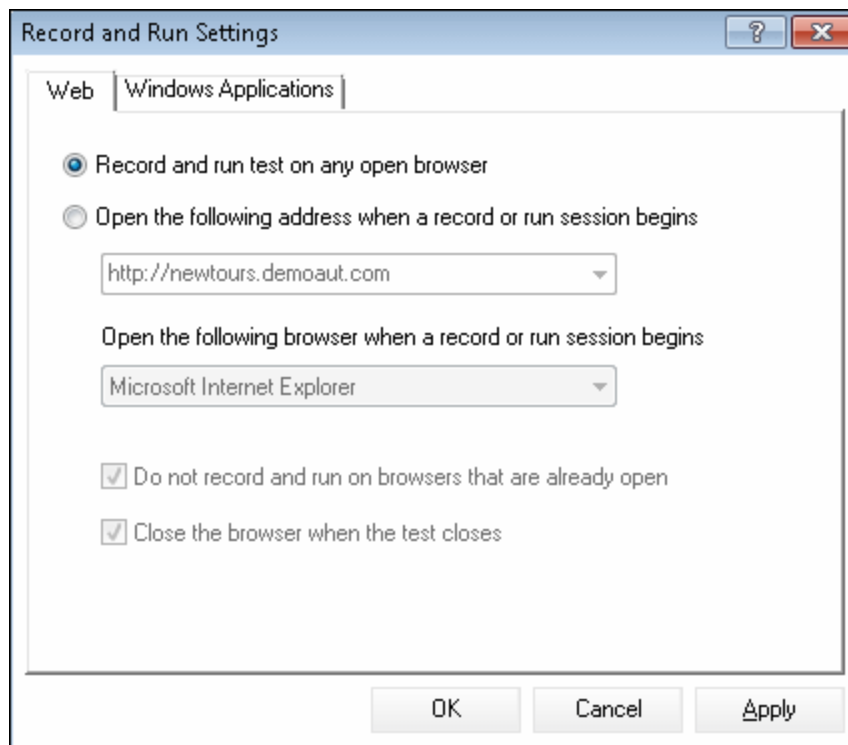 Record and Run Settings
?
Web
Windows Applications
Record and run test on any open browser
Open the following address when a record or run session begins
http://newtours.demoaut.com
Open the following browser when a record or run session begins
Microsoft Internet Explorer
Do not record and run on browsers that are already open
Close the browser when the test closes
OK Cancel Apply